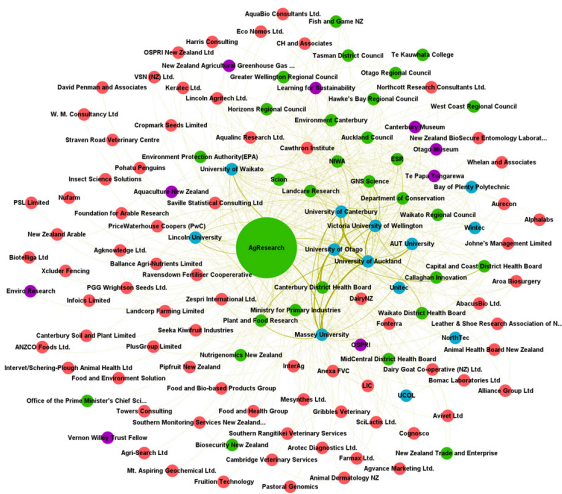 AquaBio Consultants Ltd.
Fish and Game NZ
Eco Nomos Ltd.
Te Kauwhata College
Harris Consulting
CH and Associates
OSPRI New Zealand Ltd
Tasman District Council
New Zealand Agricultural Greenhouse Gas ...
Otago Regional Council
VSN (NZ) Ltd.
Greater Wellington Regional Council
David Penman and Associates
Keratec Ltd.
Learning for Sustainability
Northcott Research Consultants Ltd.
Lincoln Agritech Ltd.
Hawke's Bay Regional Council
West Coast Regional Council
Horizons Regional Council
W. M. Consultancy Ltd
Environment Canterbury
Cropmark Seeds Limited
Canterbury Museum
Straven Road Veterinary Centre
Aqualinc Research Ltd.
Auckland Council
New Zealand BioSecure Entomology Laborat...
Cawthron Institute
Otago Museum
Environment Protection Authority(EPA)
NIWA
ESR
Whelan and Associates
Pohatu Penguins
University of Waikato
Te Papa Tongarewa
Insect Science Solutions
Scion
GNS Science
Bay of Plenty Polytechnic
Aquaculture New Zealand
Landcare Research
Department of Conservation
PSL Limited
Nufarm
Saville Statistical Consulting Ltd
Aurecon
Foundation for Arable Research
University of Canterbury
Waikato Regional Council
Alphalabs
PriceWaterhouse Coopers (PwC)
Victoria University of Wellington
Wintec
New Zealand Arable
Lincoln University
AUT University
Johne's Management Limited
AgResearch
University of Otago
Agknowledge Ltd.
Callaghan Innovation
Biotelliga Ltd
Ballance Agri-Nutrients Limited
University of Auckland
Capital and Coast District Health Board
Xcluder Fencing
Ravensdown Fertiliser Coopererative
Aroa Biosurgery
Enviro Research
PGG Wrightson Seeds Ltd.
Canterbury District Health Board
Unitec
Infoics Limited
Zespri International Ltd.
DairyNZ
AbacusBio Ltd.
Landcorp Farming Limited
Ministry for Primary Industries
Waikato District Health Board
Plant and Food Research
Fonterra
Leather & Shoe Research Association of N...
Canterbury Soil and Plant Limited
Seeka Kiwifruit Industries
Massey University
NorthTec
ANZCO Foods Ltd.
PlusGroup Limited
OSPRI
Animal Health Board New Zealand
Nutrigenomics New Zealand
MidCentral District Health Board
Intervet/Schering-Plough Animal Health Ltd
Pipfruit New Zealand
InterAg
Anexa FVC
Dairy Goat Co-operative (NZ) Ltd.
Food and Environment Solution
Bomac Laboratories Ltd
Food and Bio-based Products Group
LIC
Alliance Group Ltd
Office of the Prime Minister's Chief Sci...
Mesynthes Ltd.
UCOL
Towers Consulting
Food and Health Group
Gribbles Veterinary
Avivet Ltd
Southern Monitoring Services New Zealand...
SciLactis Ltd.
Vernon Willey Trust Fellow
Southern Rangitikei Veterinary Services
Cognosco
Biosecurity New Zealand
Arotec Diagnostics Ltd.
Agri-Search Ltd
Cambridge Veterinary Services
Farmax Ltd.
New Zealand Trade and Enterprise
Mt. Aspiring Geochemical Ltd.
Agvance Marketing Ltd.
Fruition Technology
Animal Dermatology NZ
Pastoral Genomics